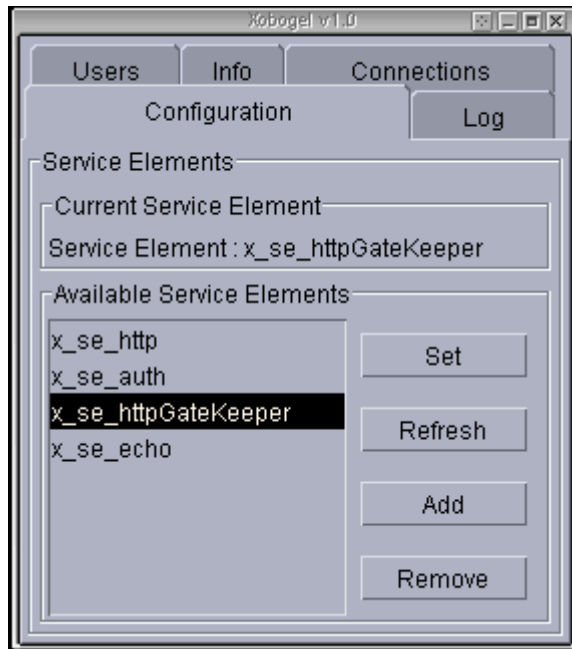 Xobogel v1.0
Users Info Connections
Configuration Log
Service Elements
Current Service Element
Service Element : x_se_httpGateKeeper
Available Service Elements
x_se_http
x_se_auth
x_se_httpGateKeeper
x_se_echo
Set
Refresh
Add
Remove